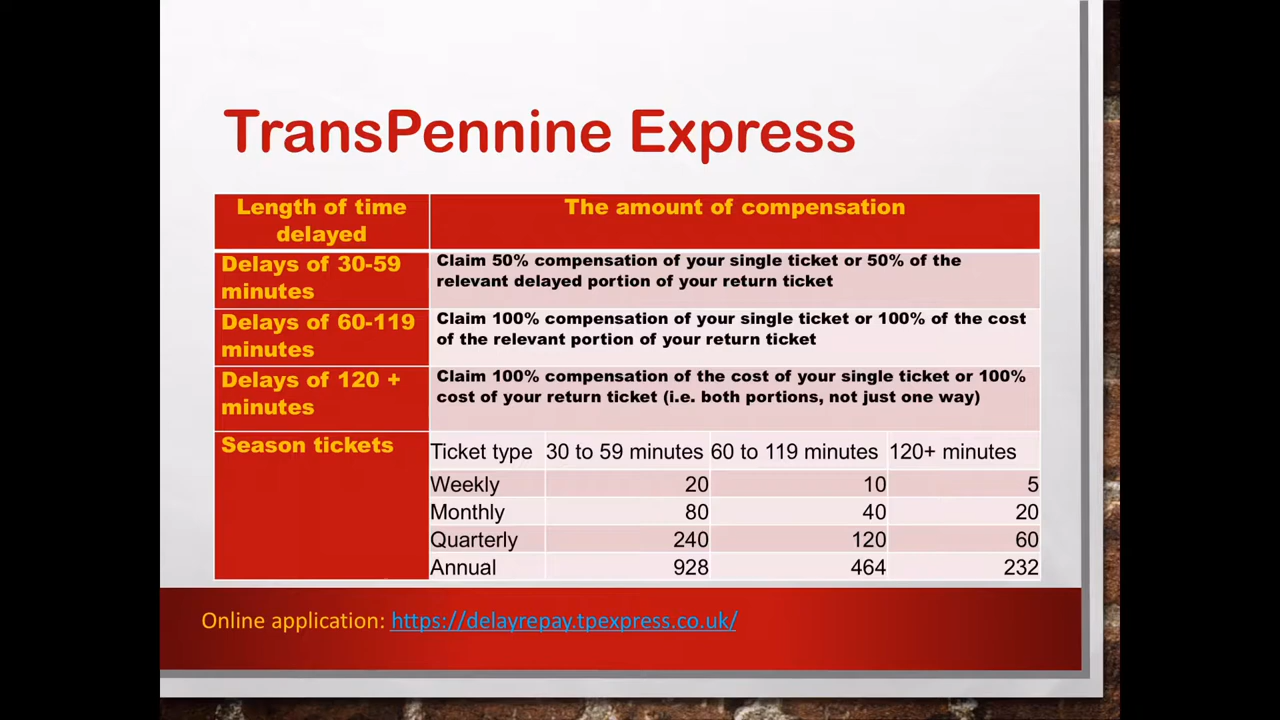 TransPennine Express
Length of time
delayed
The amount of compensation
Delays of 30-59
minutes
Claim 50% compensation of your single ticket or 50% of the
relevant delayed portion of your return ticket
Delays of 60-119
minutes
Claim 100% compensation of your single ticket or 100% of the cost
of the relevant portion of your return ticket
Delays of 120 +
minutes
Claim 100% compensation of the cost of your single ticket or 100%
cost of your return ticket (i.e. both portions, not just one way)
Season tickets
Ticket type 30 to 59 minutes 60 to 119 minutes 120+ minutes
Weekly 20 10 5
Monthly 80 40 20
Quarterly 240 120 60
Annual 928 464 232
Online application: https://delayrepay.tpexpress.co.uk/